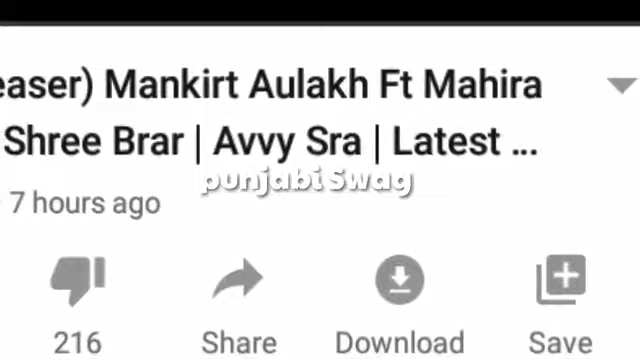 easer) Mankirt Aulakh Ft Mahira
Shree Brar | Avvy Sra | Latest ...
punjabi Swag
7 hours ago
216 Share Download Save